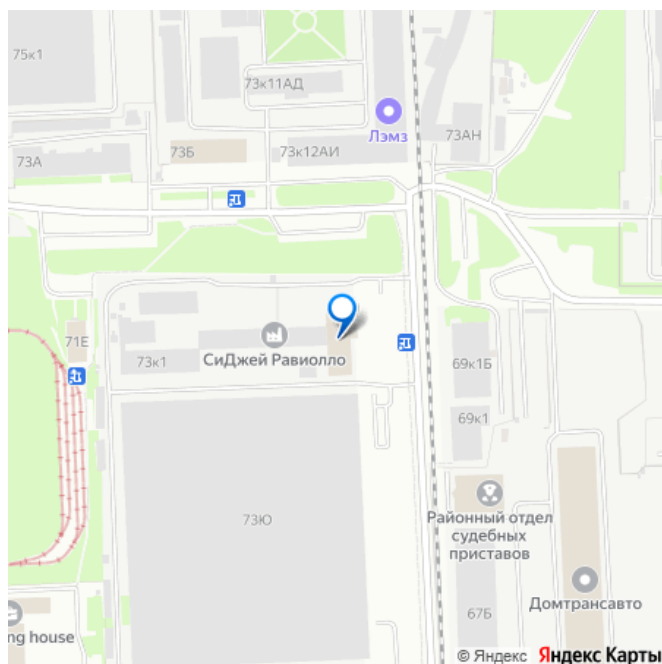 75к1
73к11АД
Лэмз
73АН
73Б
73к12АИ
73А
71Е
СиДжей Равиолло
73к1
69к1Б
69к1
73Ю
Районный отдел
судебных
приставов
Домтрансавто
67Б
ng house
© Яндекс Яндекс Карты